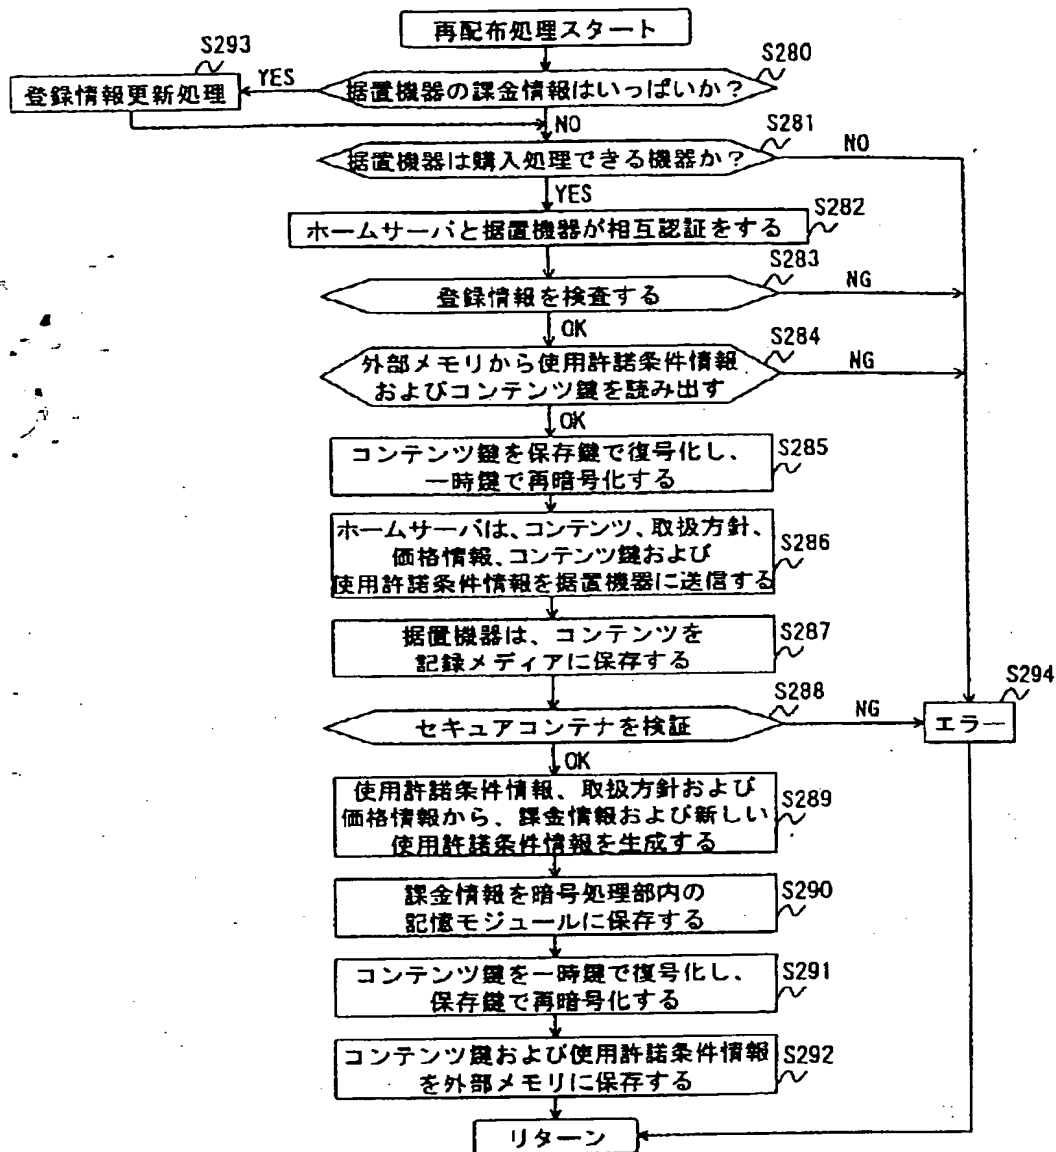 再配布処理スタート
S280
据置機器の課金情報はいっぱいか?
YES
S293
登録情報更新処理
NO
S281
据置機器は購入処理できる機器か?
NO
YES
S282
ホームサーバと据置機器が相互認証をする
S283
登録情報を検査する
NG
OK
S284
外部メモリから使用許諾条件情報
およびコンテンツ鍵を読み出す
NG
OK
S285
コンテンツ鍵を保存鍵で復号化し、
一時鍵で再暗号化する
S286
ホームサーバは、コンテンツ、取扱方針、
価格情報、コンテンツ鍵および
使用許諾条件情報を据置機器に送信する
S287
据置機器は、コンテンツを
記録メディアに保存する
S288
セキュアコンテナを検証
NG
S294
エラー
OK
S289
使用許諾条件情報、取扱方針および
価格情報から、課金情報および新しい
使用許諾条件情報を生成する
S290
課金情報を暗号処理部内の
記憶モジュールに保存する
S291
コンテンツ鍵を一時鍵で復号化し、
保存鍵で再暗号化する
S292
コンテンツ鍵および使用許諾条件情報
を外部メモリに保存する
リターン